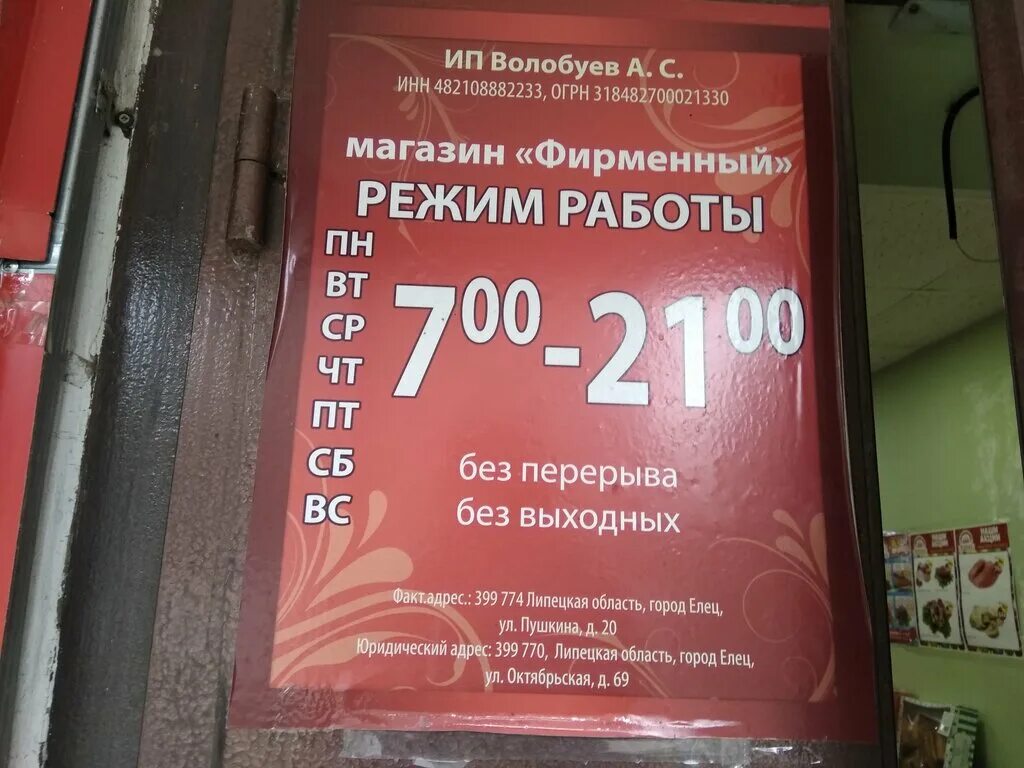 ИП Волобуев А. С.
ИНН 482108882233, ОГРН 318482700021330
магазин «Фирменный»
РЕЖИМ РАБОТЫ
ПН
ВТ
СР
ЧТ
ПТ
СБ
ВС
7⁰⁰-21⁰⁰
без перерыва
без выходных
Факт.адрес.: 399 774 Липецкая область, город Елец,
ул. Пушкина, д. 20
Юридический адрес: 399 770, Липецкая область, город Елец,
ул. Октябрьская, д. 69